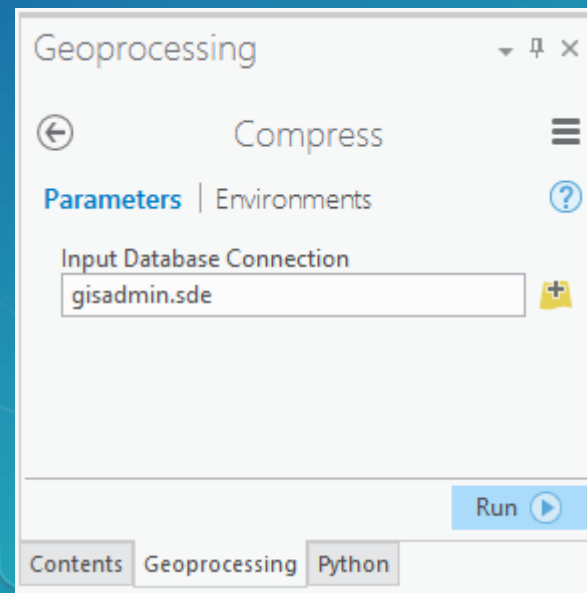 Geoprocessing
Compress
Parameters | Environments
?
Input Database Connection
gisadmin.sde
Run
Contents Geoprocessing Python